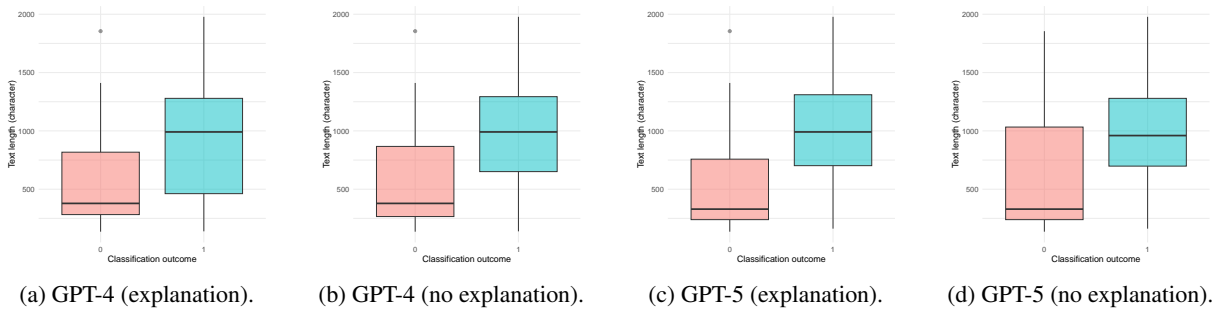 2000
1500
1000
500
Text length (character)
0 1
Classification outcome
(a) GPT-4 (explanation).
2000
1500
1000
500
Text length (character)
0 1
Classification outcome
(b) GPT-4 (no explanation).
2000
1500
1000
500
Text length (character)
0 1
Classification outcome
(c) GPT-5 (explanation).
2000
1500
1000
500
Text length (character)
0 1
Classification outcome
(d) GPT-5 (no explanation).